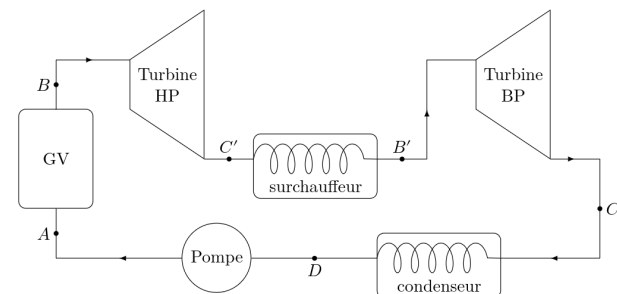 B
Turbine
HP
Turbine
BP
GV
C′
B′
surchauffeur
C
A
Pompe
D
condenseur